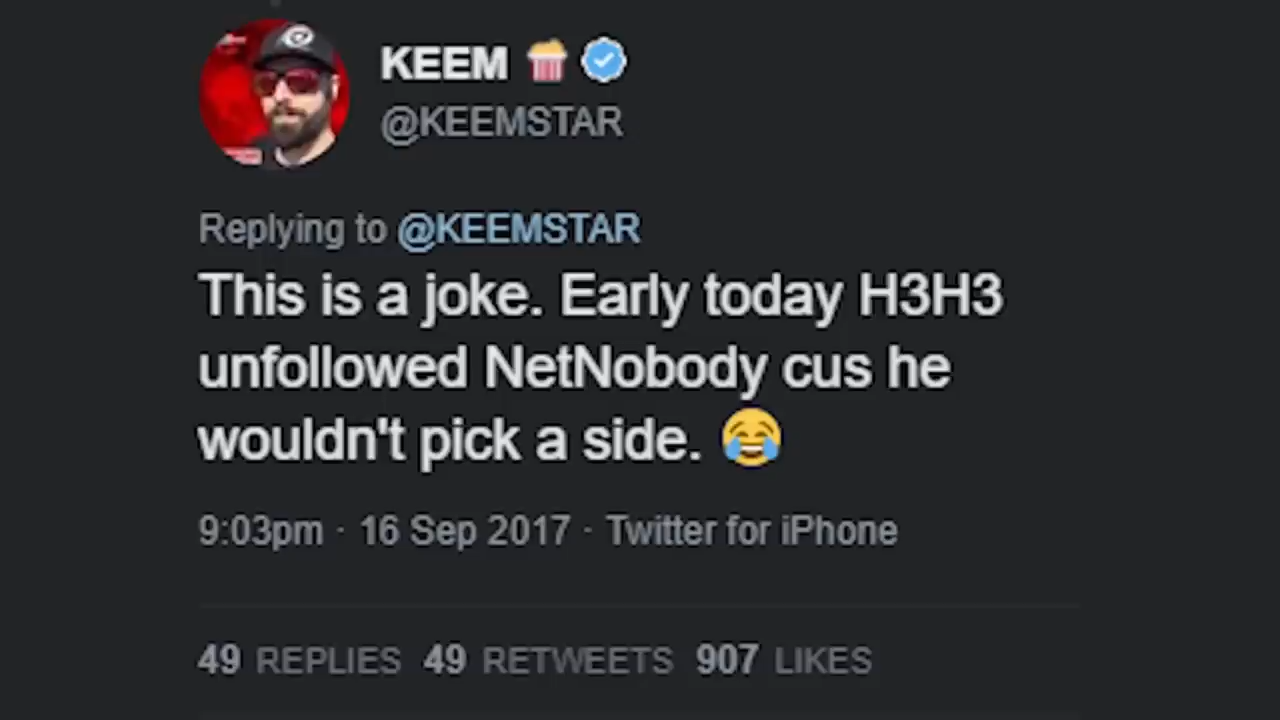 KEEM 🍿
@KEEMSTAR
Replying to @KEEMSTAR
This is a joke. Early today H3H3
unfollowed NetNobody cus he
wouldn't pick a side. 😂
9:03pm · 16 Sep 2017 · Twitter for iPhone
49 REPLIES 49 RETWEETS 907 LIKES